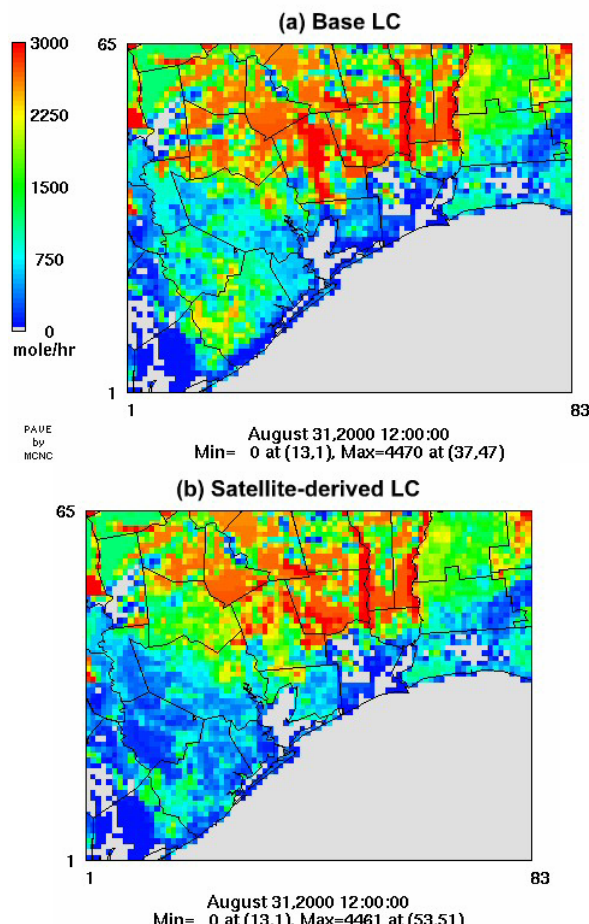 (a) Base LC
3000
2250
1500
750
0
mole/hr
65
1
1
83
PAVE
by
MCNC
August 31,2000 12:00:00
Min= 0 at (13,1), Max=4470 at (37,47)
(b) Satellite-derived LC
65
1
1
83
August 31,2000 12:00:00
Min= 0 at (13,1), Max=4461 at (53,51)